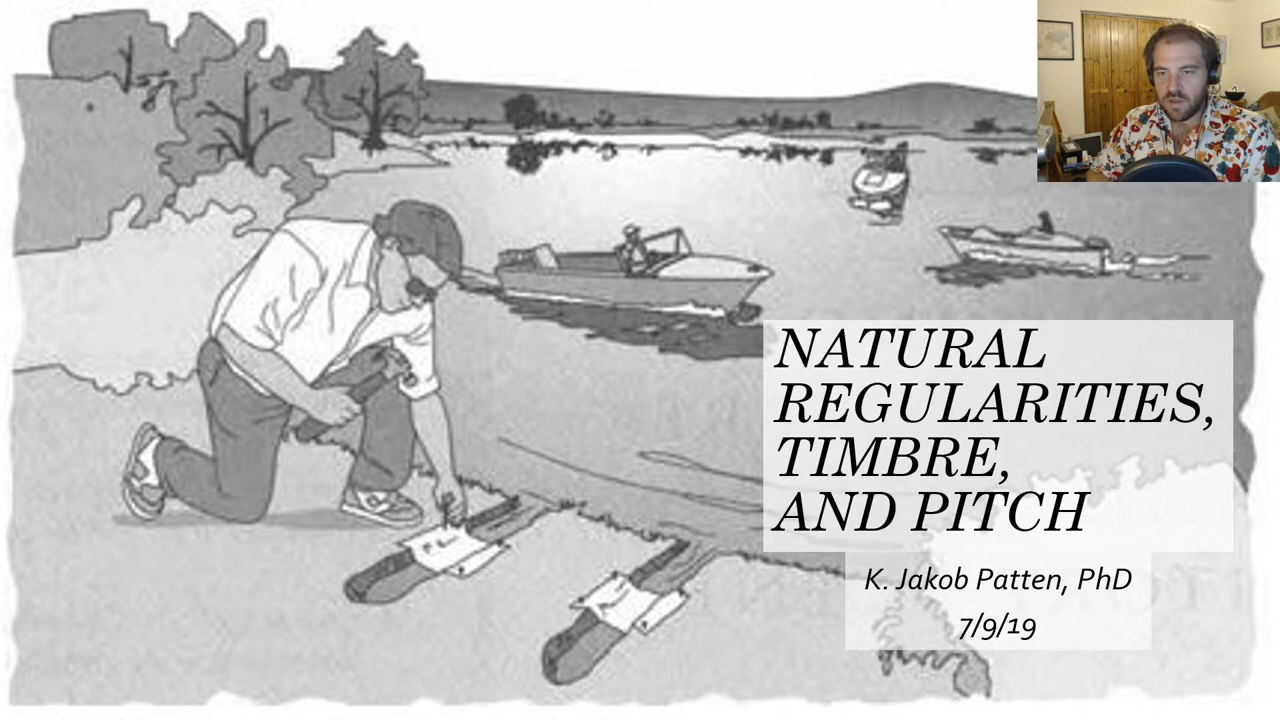 NATURAL
REGULARITIES,
TIMBRE,
AND PITCH
K. Jakob Patten, PhD
7/9/19